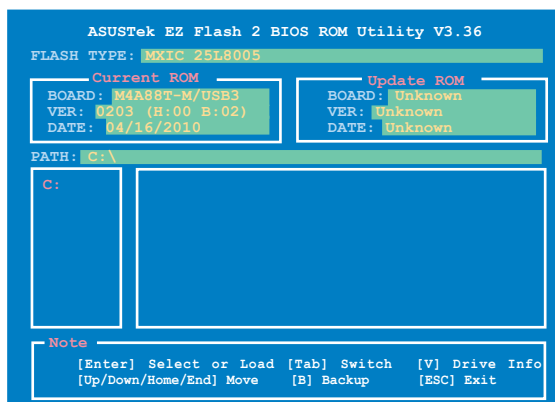 ASUSTek EZ Flash 2 BIOS ROM Utility V3.36
FLASH TYPE: MXIC 25L8005
Current ROM
BOARD: M4A88T-M/USB3
VER: 0203 (H:00 B:02)
DATE: 04/16/2010
Update ROM
BOARD: Unknown
VER: Unknown
DATE: Unknown
PATH: C:\
C:
Note
[Enter] Select or Load [Tab] Switch [V] Drive Info
[Up/Down/Home/End] Move [B] Backup [ESC] Exit